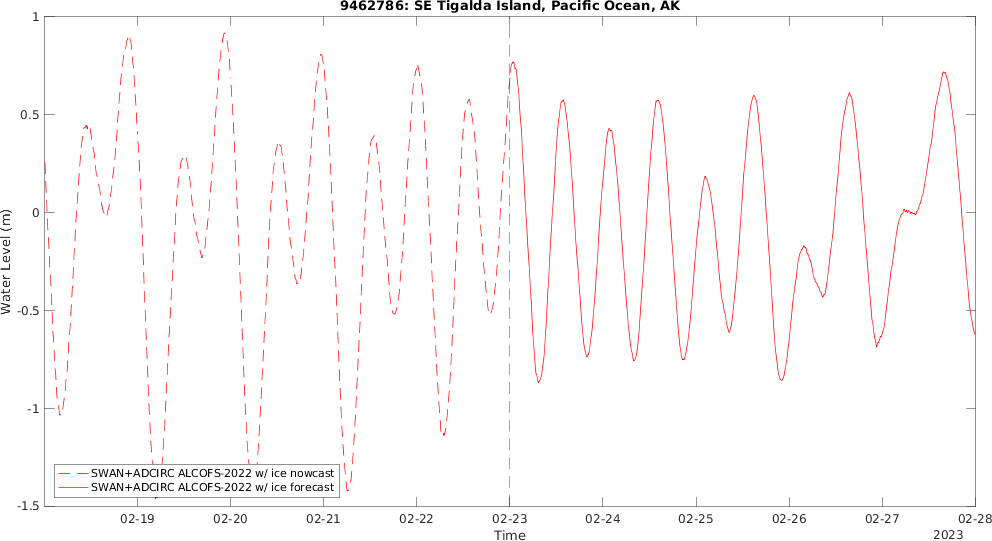 9462786: SE Tigalda Island, Pacific Ocean, AK
Water Level (m)
1
0.5
0
-0.5
-1
-1.5
SWAN+ADCIRC ALCOFS-2022 w/ ice nowcast
SWAN+ADCIRC ALCOFS-2022 w/ ice forecast
02-19 02-20 02-21 02-22 02-23 02-24 02-25 02-26 02-27 02-28
Time
2023